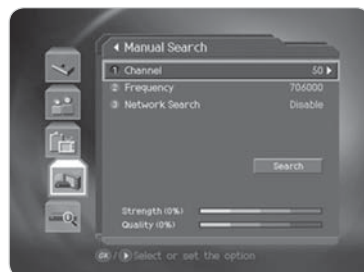 ◀ Manual Search
① Channel 50 ▶
② Frequency 706000
③ Network Search Disable
Search
Strength (0%)
Quality (0%)
OK / ▶ Select or set the option